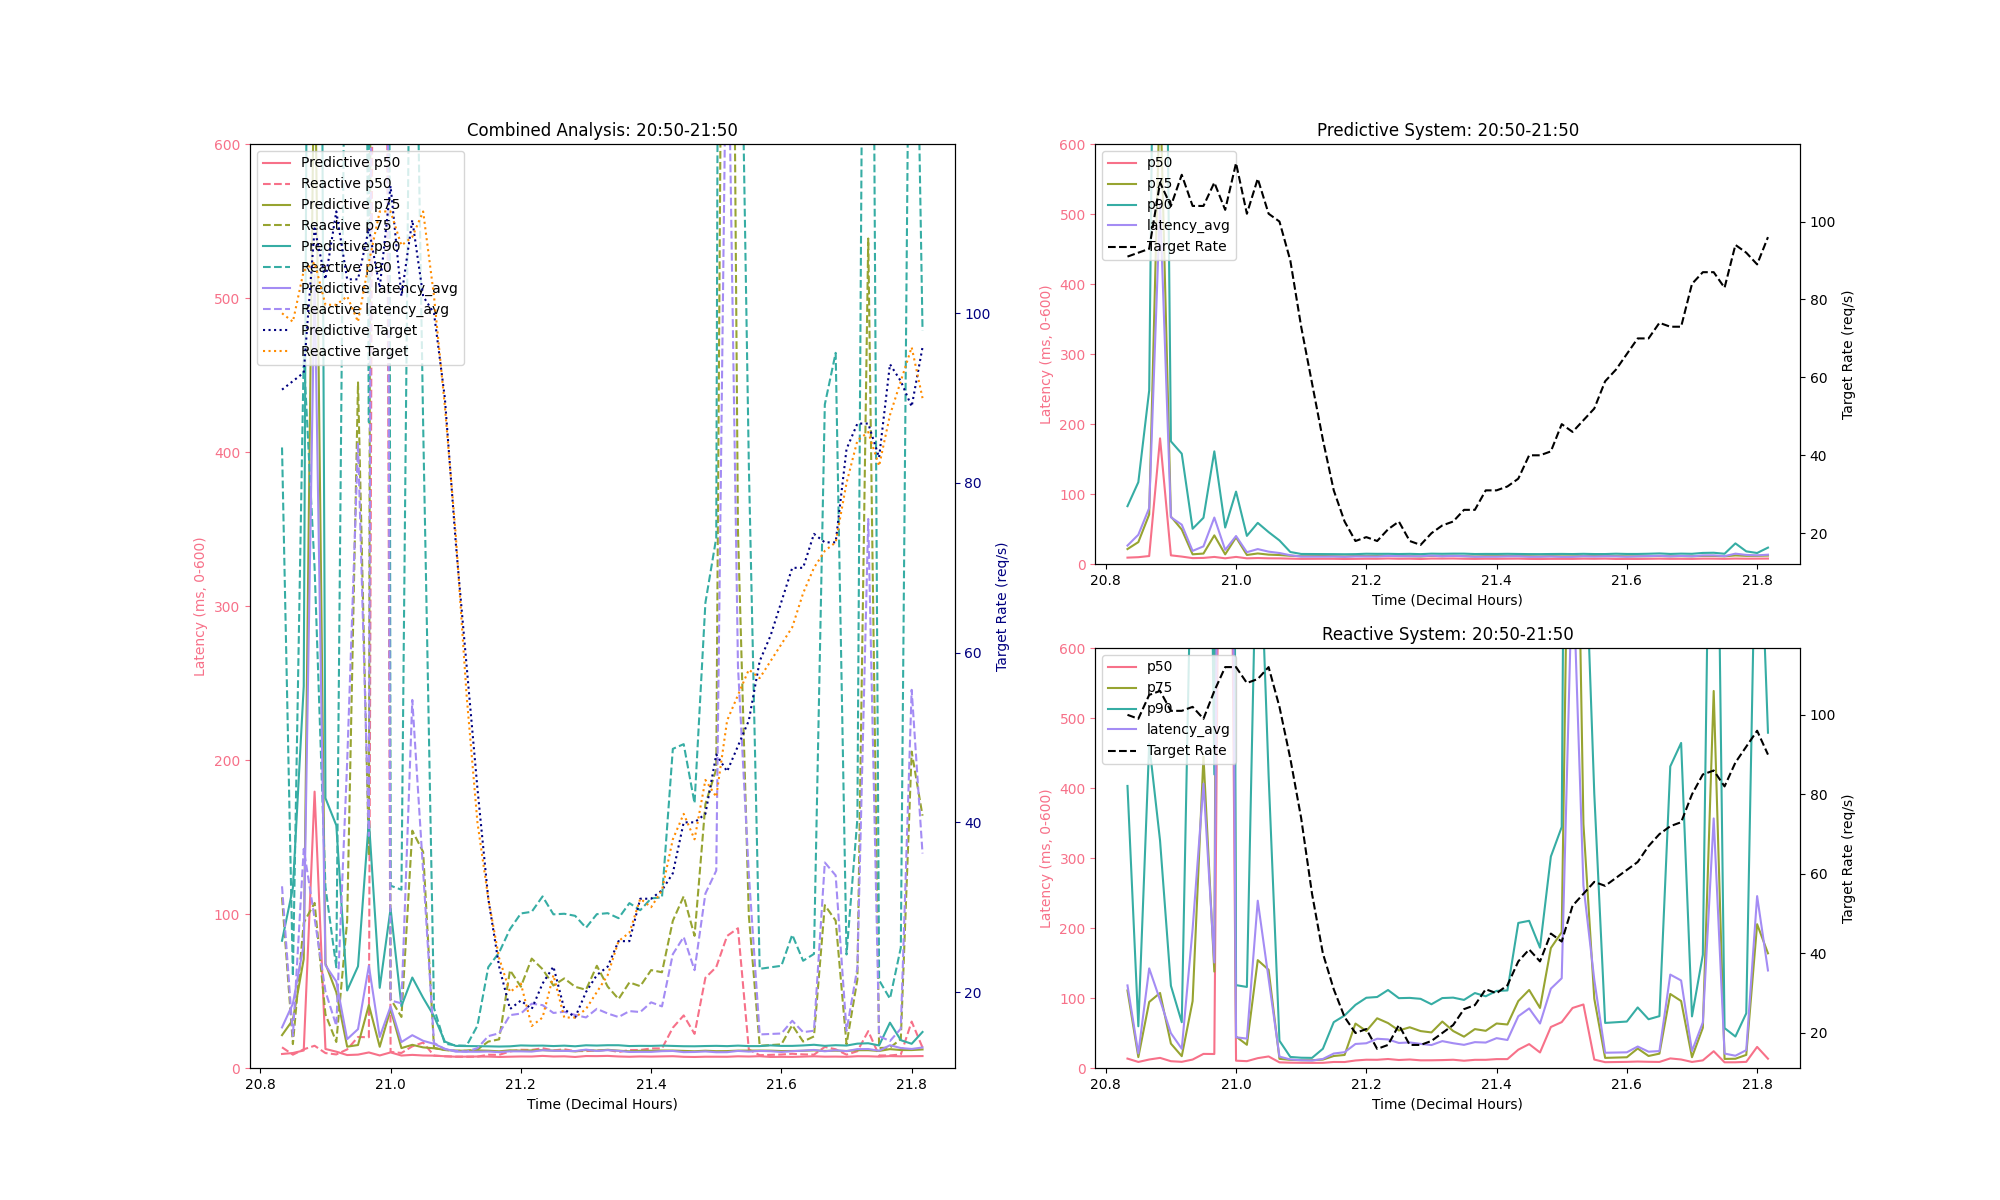 Combined Analysis: 20:50-21:50
600
500
400
300
200
100
0
Latency (ms, 0-600)
Predictive p50
Reactive p50
Predictive p75
Reactive p75
Predictive p90
Reactive p90
Predictive latency_avg
Reactive latency_avg
Predictive Target
Reactive Target
100
80
60
40
20
Target Rate (req/s)
20.8
21.0
21.2
21.4
21.6
21.8
Time (Decimal Hours)
Predictive System: 20:50-21:50
600
500
400
300
200
100
0
Latency (ms, 0-600)
p50
p75
p90
latency_avg
Target Rate
100
80
60
40
20
Target Rate (req/s)
20.8
21.0
21.2
21.4
21.6
21.8
Time (Decimal Hours)
Reactive System: 20:50-21:50
600
500
400
300
200
100
0
Latency (ms, 0-600)
p50
p75
p90
latency_avg
Target Rate
100
80
60
40
20
Target Rate (req/s)
20.8
21.0
21.2
21.4
21.6
21.8
Time (Decimal Hours)